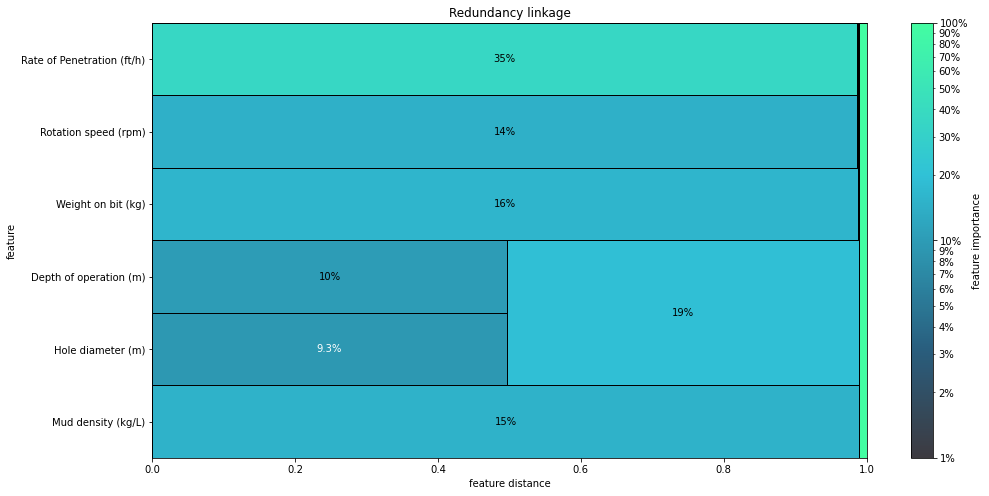 Redundancy linkage
feature
Rate of Penetration (ft/h)
Rotation speed (rpm)
Weight on bit (kg)
Depth of operation (m)
Hole diameter (m)
Mud density (kg/L)
35%
14%
16%
10%
19%
9.3%
15%
0.0 0.2 0.4 0.6 0.8 1.0
feature distance
100%
90%
80%
70%
60%
50%
40%
30%
20%
10%
9%
8%
7%
6%
5%
4%
3%
2%
1%
feature importance